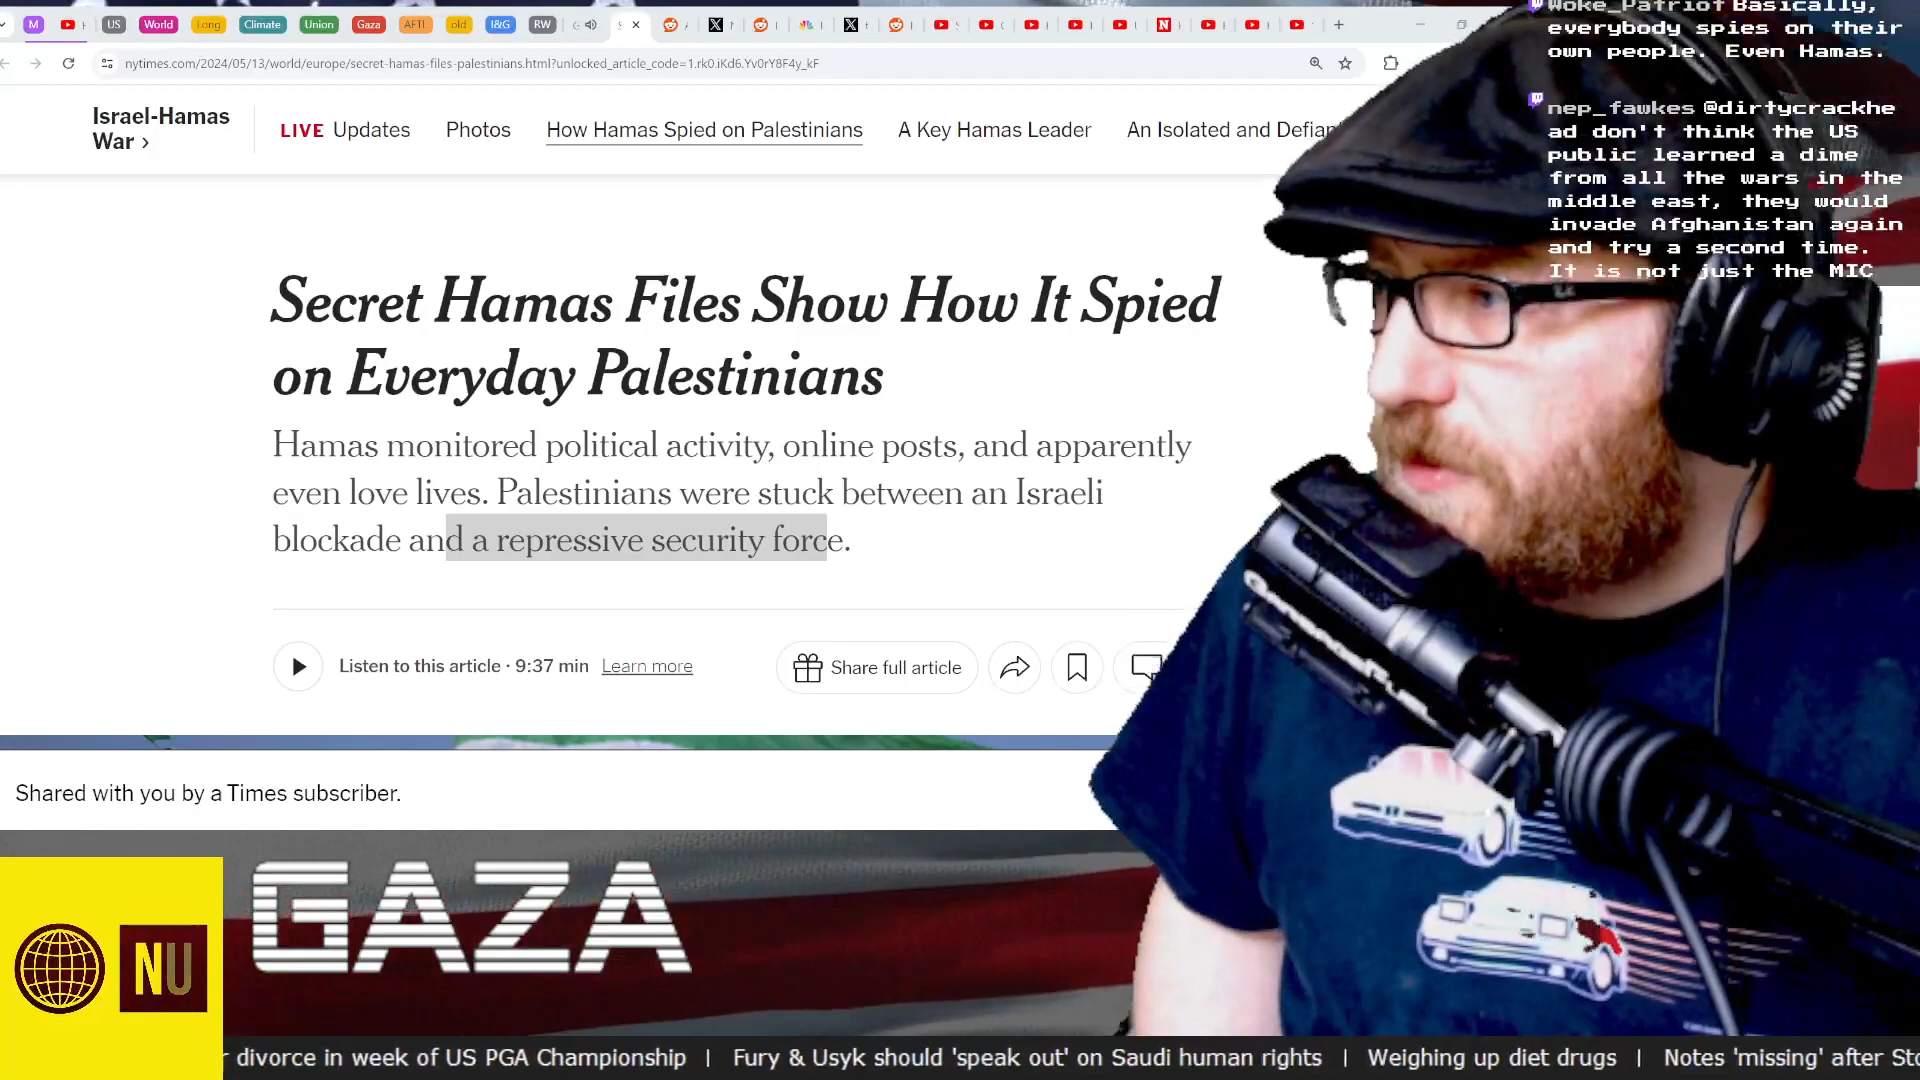 M
US
World
Long
Climate
Union
Gaza
AFTL
old
I&G
RW
nytimes.com/2024/05/13/world/europe/secret-hamas-files-palestinians.html?unlocked_article_code=1.rk0.iKd6.Yv0rY8F4y_kF
Israel-Hamas
War ›
LIVE Updates
Photos
How Hamas Spied on Palestinians
A Key Hamas Leader
An Isolated and Defian
Secret Hamas Files Show How It Spied
on Everyday Palestinians
Hamas monitored political activity, online posts, and apparently
even love lives. Palestinians were stuck between an Israeli
blockade and a repressive security force.
Listen to this article · 9:37 min Learn more
Share full article
Shared with you by a Times subscriber.
Woke_Patriot Basically,
everybody spies on their
own people. Even Hamas.
nep_fawkes @dirtycrackhe
ad don't think the US
public learned a dime
from all the wars in the
middle east, they would
invade Afghanistan again
and try a second time.
It is not just the MIC
GAZA
NU
r divorce in week of US PGA Championship | Fury & Usyk should 'speak out' on Saudi human rights | Weighing up diet drugs | Notes 'missing' after Sto